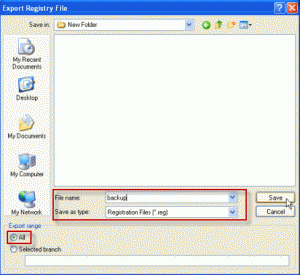 Export Registry File
Save in:
New Folder
My Recent
Documents
Desktop
My Documents
My Computer
My Network
File name:
backup
Save
Save as type:
Registration Files (*.reg)
Cancel
Export range
All
Selected branch